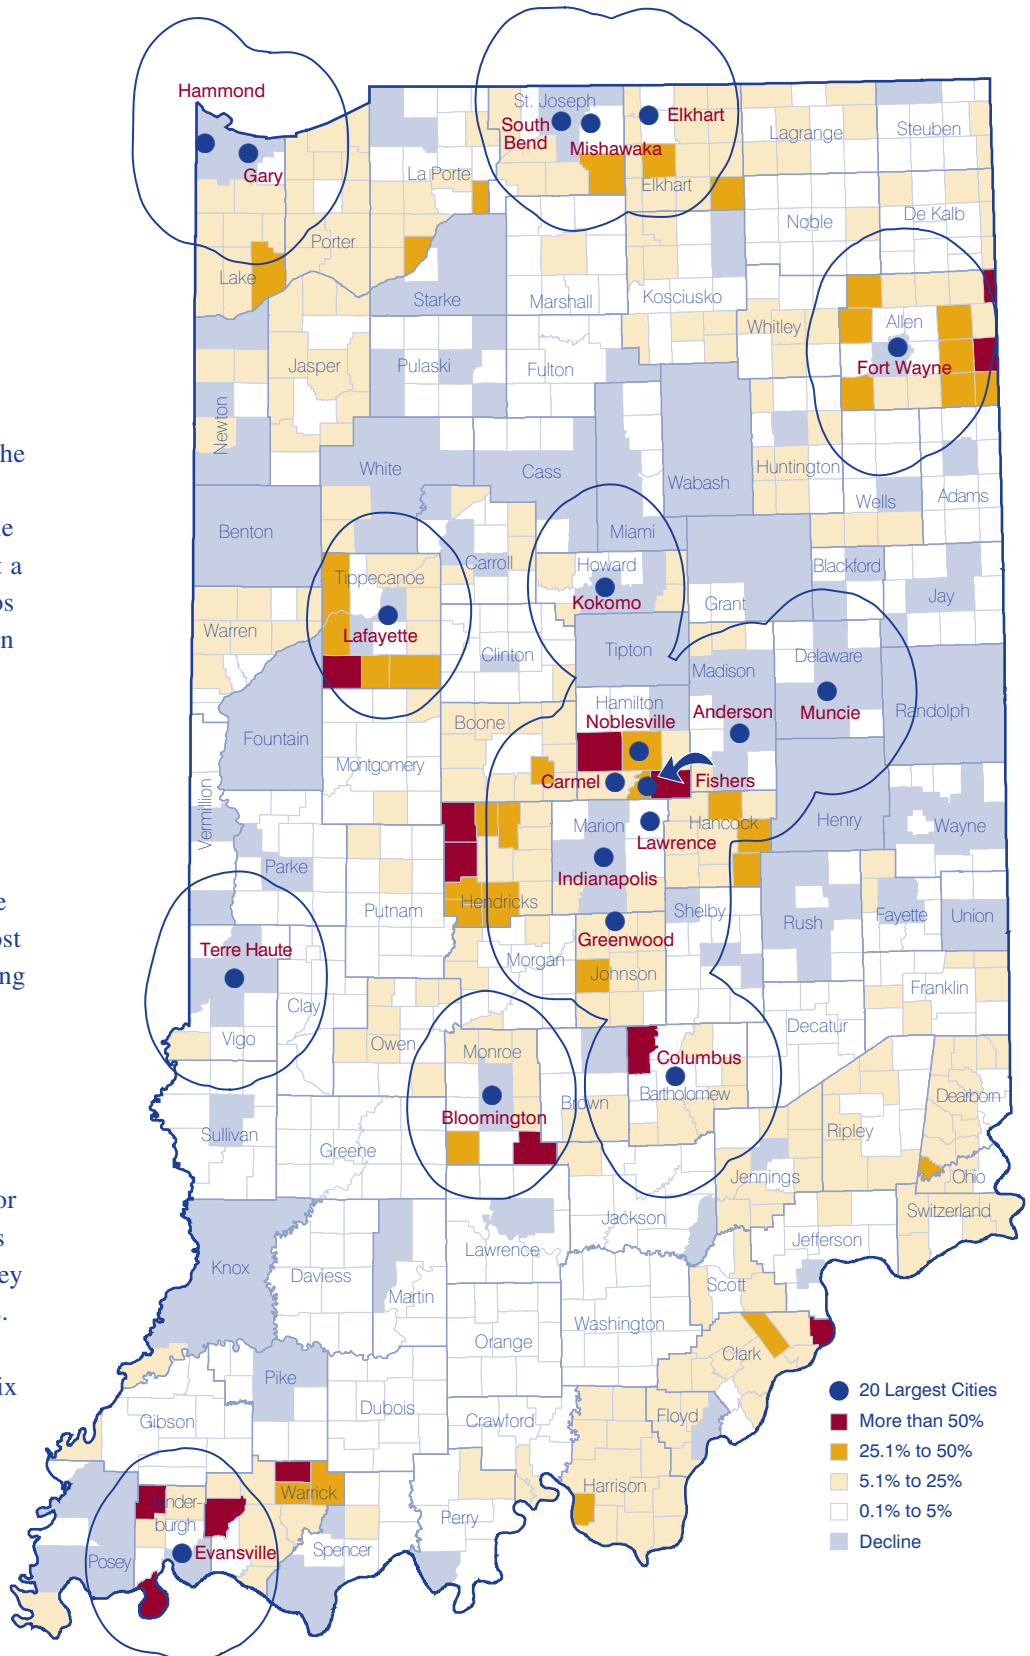 Hammond
St. Joseph
South
Bend
Elkhart
Mishawaka
Gary
La Porte
Elkhart
Lagrange
Steuben
Noble
De Kalb
Porter
Lake
Starke
Marshall
Kosciusko
Whitley
Allen
Fort Wayne
Jasper
Pulaski
Fulton
Newton
he
White
Cass
Wabash
Huntington
Wells
Adams
Benton
Miami
Carroll
Howard
Blackford
Jay
Tippecanoe
Kokomo
Grant
Warren
Lafayette
Clinton
Tipton
Madison
Delaware
Muncie
Randolph
Hamilton
Noblesville
Anderson
Boone
Fountain
Montgomery
Carmel
Fishers
Vermillion
Marion
Lawrence
Hancock
Henry
Wayne
Parke
Indianapolis
Putnam
Hendricks
Shelby
Rush
Fayette
Union
Terre Haute
Greenwood
Morgan
Johnson
ng
Clay
Franklin
Vigo
Owen
Monroe
Columbus
Decatur
Bartholomew
Brown
Bloomington
Dearborn
Ripley
Sullivan
Greene
Jennings
Ohio
or
Switzerland
Jackson
Jefferson
Lawrence
Knox
Daviess
Martin
Scott
ey
Orange
Washington
Clark
Pike
ix
Dubois
Gibson
Crawford
Floyd
20 Largest Cities
More than 50%
25.1% to 50%
5.1% to 25%
0.1% to 5%
Decline
Harrison
Warrick
Vander-
burgh
Perry
Posey
Evansville
Spencer